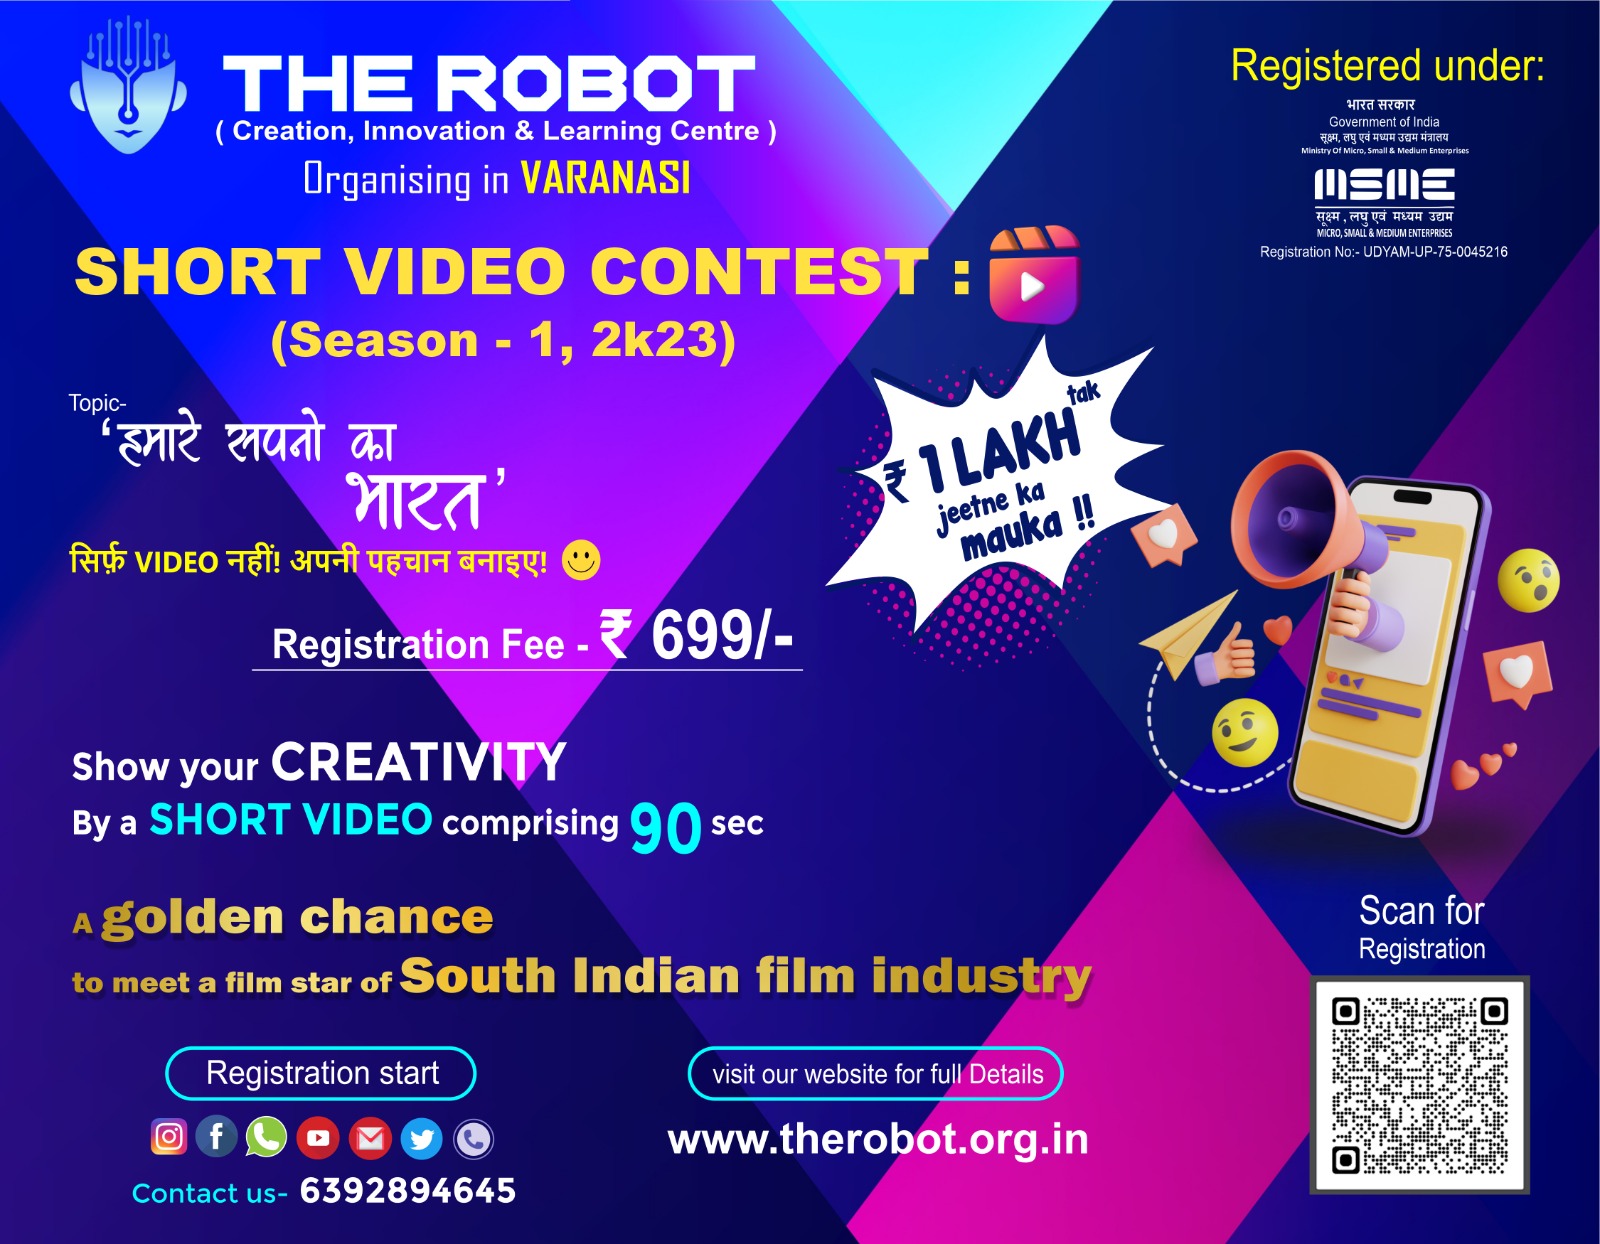 THE ROBOT
( Creation, Innovation & Learning Centre )
Organising in VARANASI
Registered under:
भारत सरकार
Government of India
सूक्ष्म, लघु एवं मध्यम उद्यम मंत्रालय
Ministry Of Micro, Small & Medium Enterprises
MSME
सूक्ष्म , लघु एवं मध्यम उद्यम
MICRO, SMALL & MEDIUM ENTERPRISES
Registration No:- UDYAM-UP-75-0045216
SHORT VIDEO CONTEST :
(Season - 1, 2k23)
Topic-
‘हमारे सपनो का
भारत’
सिर्फ़ VIDEO नहीं! अपनी पहचान बनाइए!
₹ 1 LAKH tak
jeetne ka
mauka !!
Registration Fee - ₹ 699/-
Show your CREATIVITY
By a SHORT VIDEO comprising 90 sec
A golden chance
to meet a film star of South Indian film industry
Scan for
Registration
Registration start
visit our website for full Details
www.therobot.org.in
Contact us- 6392894645